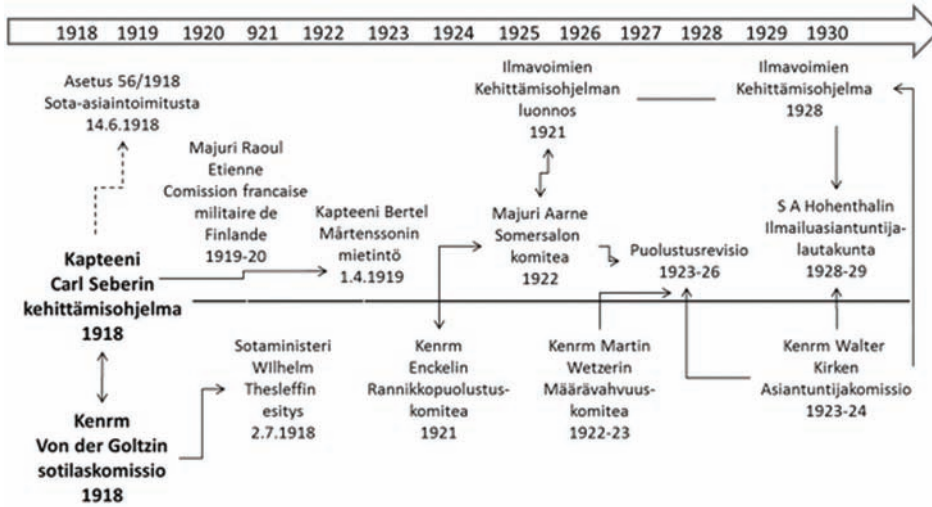 1918 1919 1920 921 1922 1923 1924 1925 1926 1927 1928 1929 1930
Asetus 56/1918
Sota-asiaintoimitusta
14.6.1918
Ilmavoimien
Kehittämisohjelman
luonnos
1921
Ilmavoimien
Kehittämisohjelma
1928
Majuri Raoul
Etienne
Comission francaise
militaire de
Finlande
1919-20
Kapteeni Bertel
Mårtenssonin
mietintö
1.4.1919
Majuri Aarne
Somersalon
komitea
1922
Puolustusrevisio
1923-26
S A Hohenthalin
Ilmailuasiantuntija-
lautakunta
1928-29
Kapteeni
Carl Seberin
kehittämisohjelma
1918
Sotaministeri
WIlhelm
Thesleffin
esitys
2.7.1918
Kenrm
Enckelin
Rannikkopuolustus-
komitea
1921
Kenrm Martin
Wetzerin
Määrävahvuus-
komitea
1922-23
Kenrm Walter
Kirken
Asiantuntijakomissio
1923-24
Kenrm
Von der Goltzin
sotilaskomissio
1918